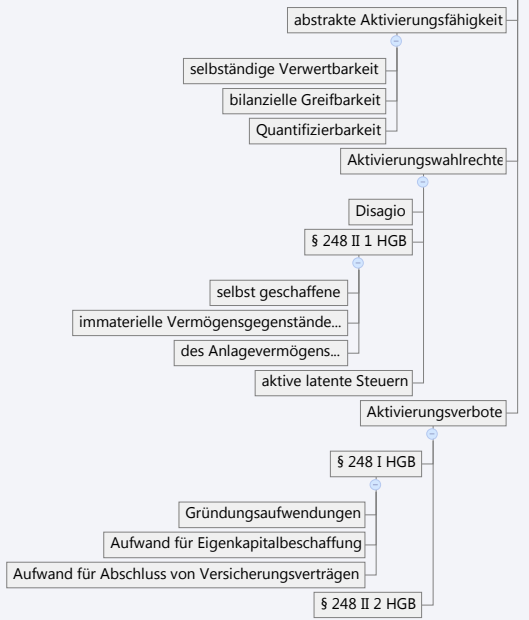 abstrakte Aktivierungsfähigkeit
selbständige Verwertbarkeit
bilanzielle Greifbarkeit
Quantifizierbarkeit
Aktivierungswahlrechte
Disagio
§ 248 II 1 HGB
selbst geschaffene
immaterielle Vermögensgegenstände...
des Anlagevermögens...
aktive latente Steuern
Aktivierungsverbote
§ 248 I HGB
Gründungsaufwendungen
Aufwand für Eigenkapitalbeschaffung
Aufwand für Abschluss von Versicherungsverträgen
§ 248 II 2 HGB